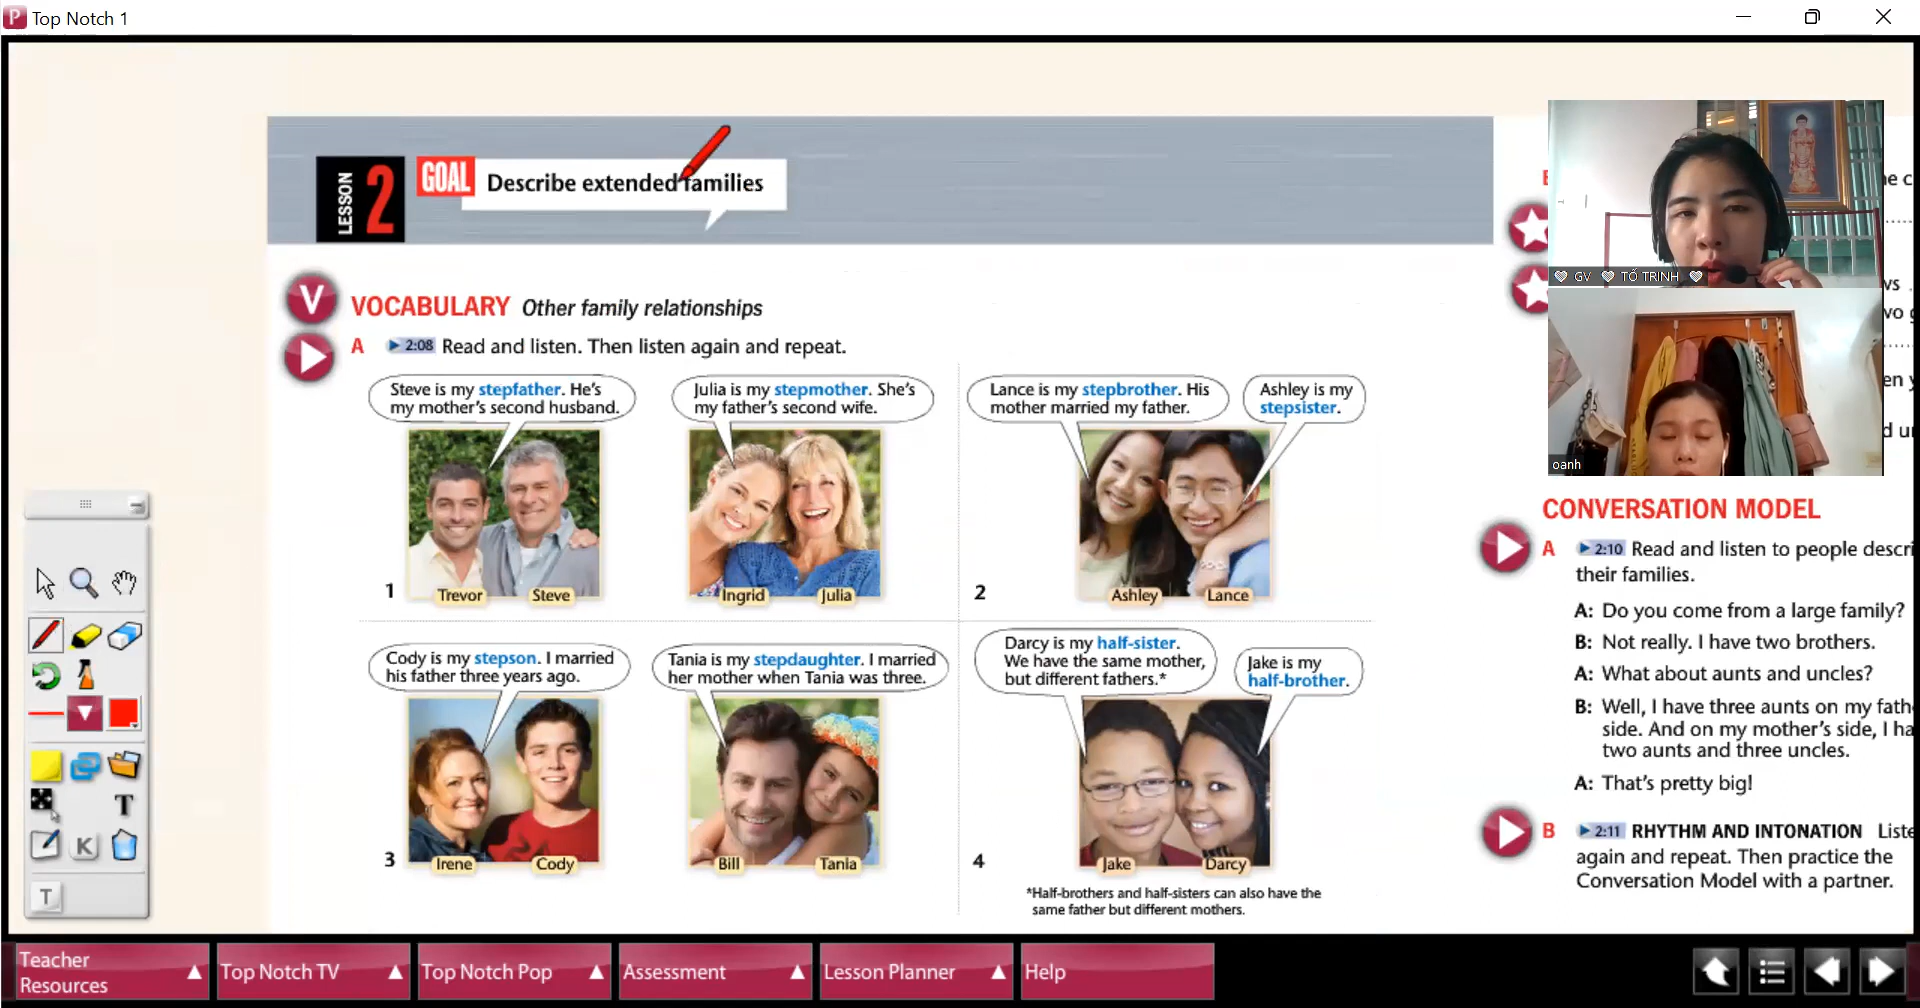 Top Notch 1
LESSON 2
GOAL Describe extended families
VOCABULARY Other family relationships
A 2:08 Read and listen. Then listen again and repeat.
Steve is my stepfather. He's
my mother's second husband.
Julia is my stepmother. She's
my father's second wife.
Lance is my stepbrother. His
mother married my father.
Ashley is my
stepsister.
1
Trevor Steve
Ingrid Julia
2
Ashley Lance
Cody is my stepson. I married
his father three years ago.
Tania is my stepdaughter. I married
her mother when Tania was three.
Darcy is my half-sister.
We have the same mother,
but different fathers.*
Jake is my
half-brother.
3
Irene Cody
Bill Tania
4
Jake Darcy
*Half-brothers and half-sisters can also have the
same father but different mothers.
GV TỐ TRINH
oanh
CONVERSATION MODEL
A 2:10 Read and listen to people descri
their families.
A: Do you come from a large family?
B: Not really. I have two brothers.
A: What about aunts and uncles?
B: Well, I have three aunts on my fath
side. And on my mother's side, I ha
two aunts and three uncles.
A: That's pretty big!
B 2:11 RHYTHM AND INTONATION Liste
again and repeat. Then practice the
Conversation Model with a partner.
V
T
K
T
Teacher
Resources
Top Notch TV
Top Notch Pop
Assessment
Lesson Planner
Help